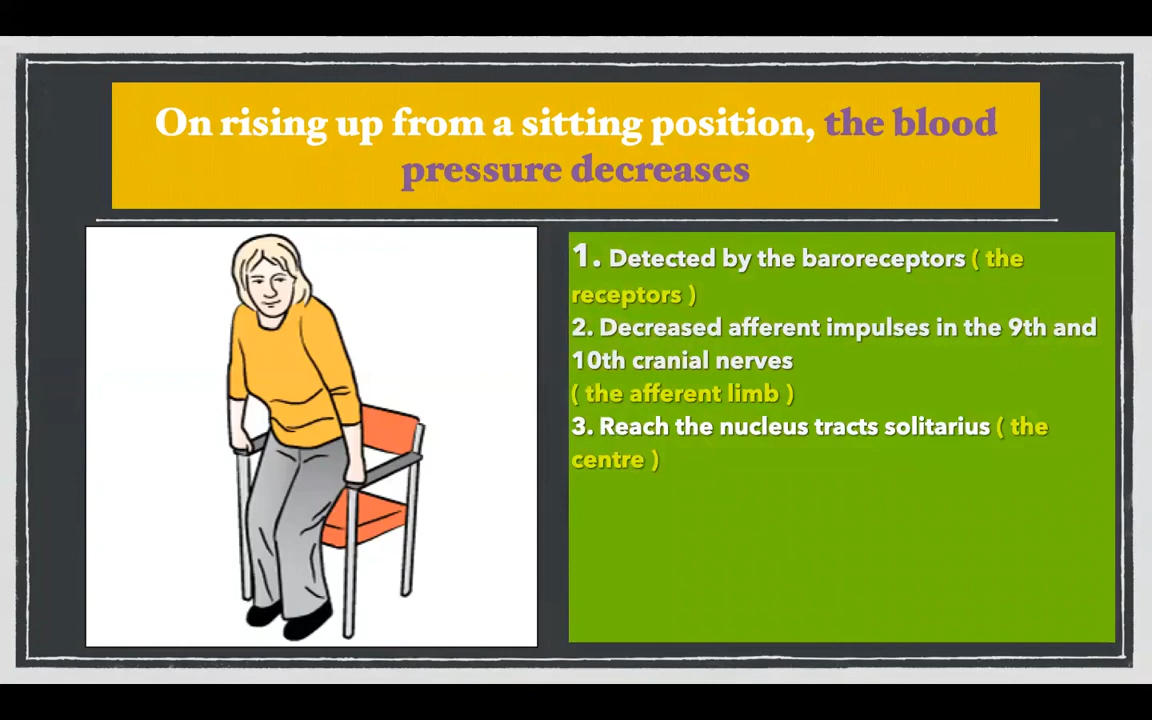 On rising up from a sitting position, the blood
pressure decreases
1. Detected by the baroreceptors ( the
receptors )
2. Decreased afferent impulses in the 9th and
10th cranial nerves
( the afferent limb )
3. Reach the nucleus tracts solitarius ( the
centre )